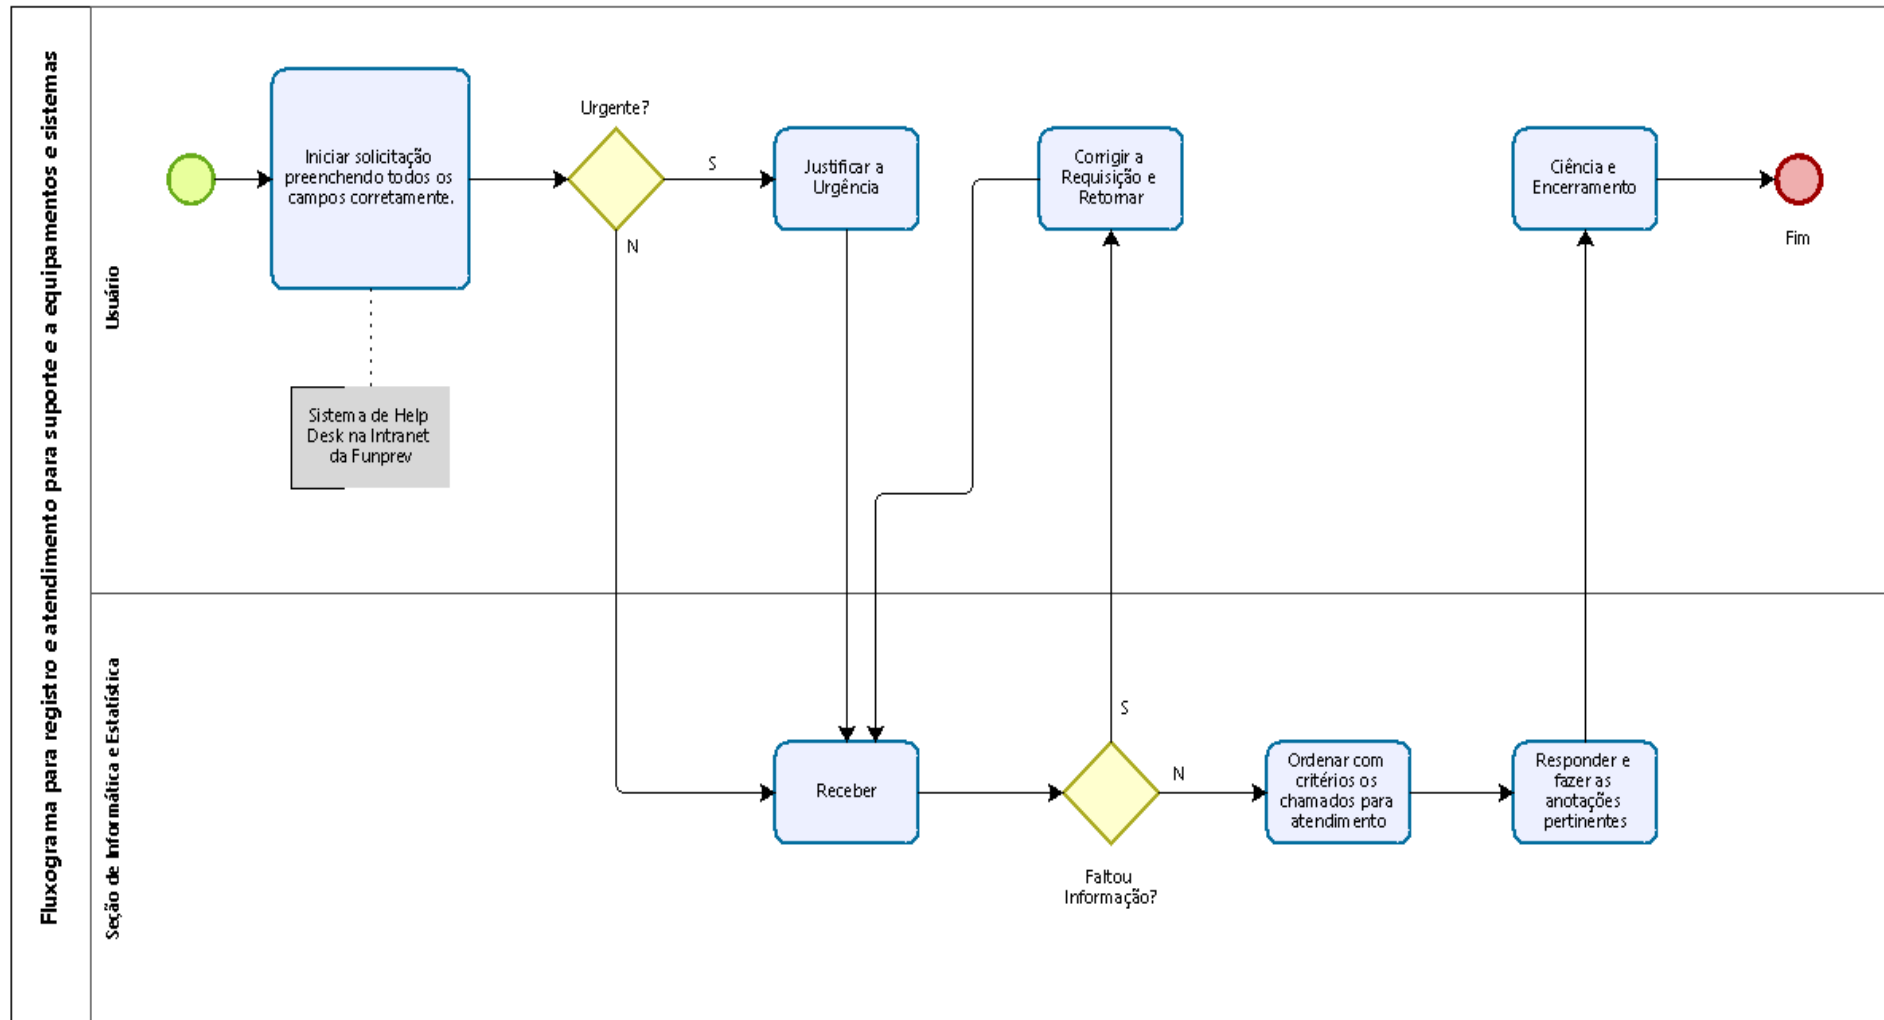 Fluxograma para registro e atendimento para suporte e a equipamentos e sistemas
Usuário
Iniciar solicitação
preenchendo todos os
campos corretamente.
Sistema de Help
Desk na Intranet
da Funprev
Urgente?
S
N
Justificar a
Urgência
Corrigir a
Requisição e
Retornar
Ciência e
Encerramento
Fim
Seção de Informática e Estatística
Receber
S
N
Faltou
Informação?
Ordenar com
critérios os
chamados para
atendimento
Responder e
fazer as
anotações
pertinentes